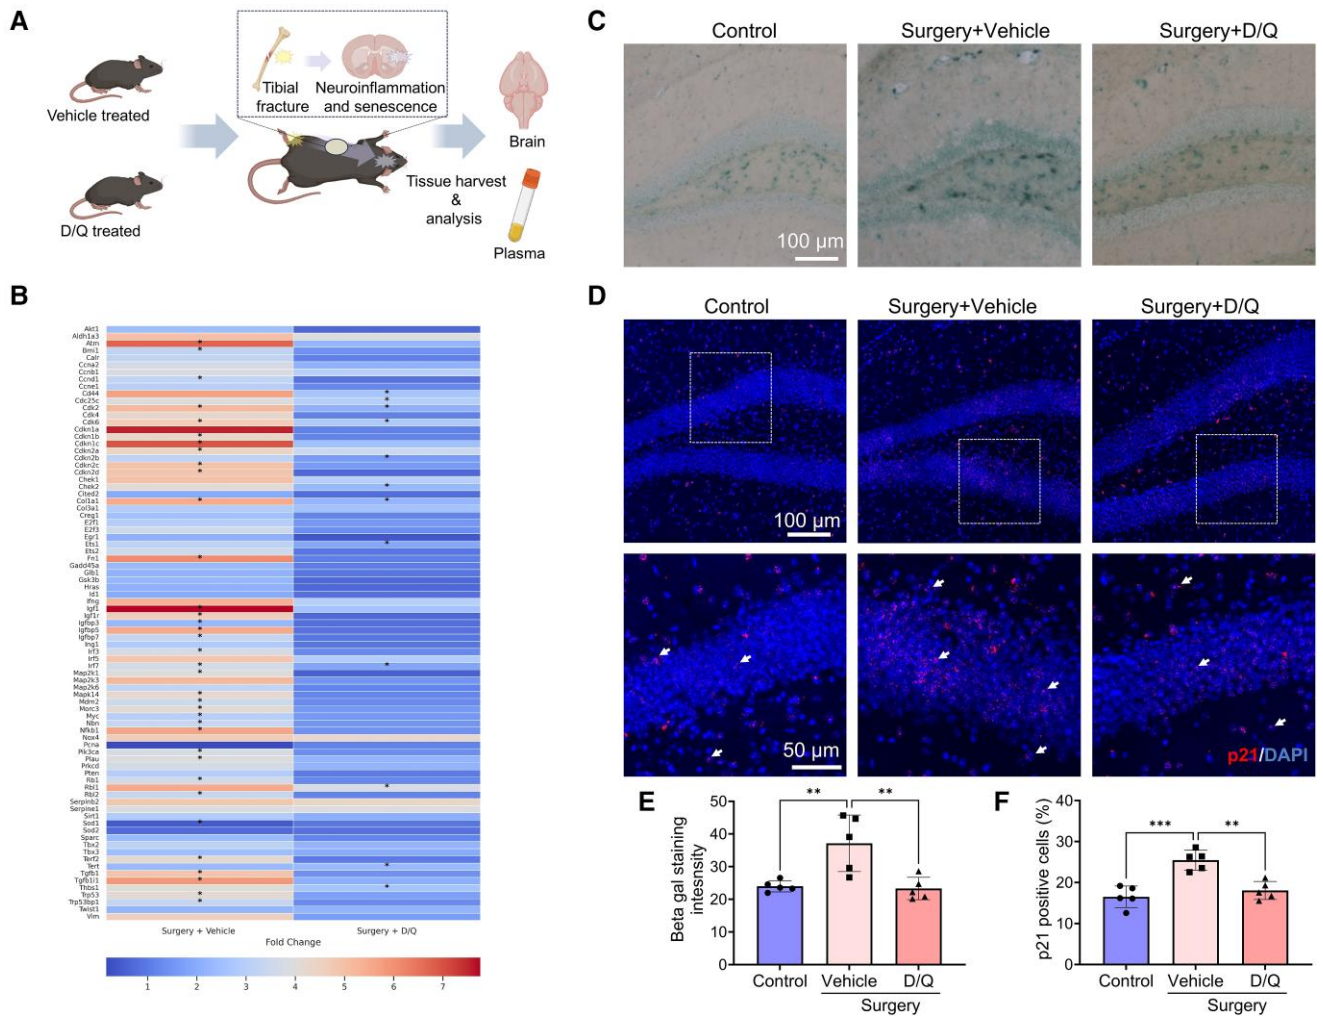 A
Vehicle treated
D/Q treated
Tibial
fracture
Neuroinflammation
and senescence
Tissue harvest
&
analysis
Brain
Plasma
B
Akt1
Aldh1a3
Atm
Bmi1
Calr
Ccna2
Ccnb1
Ccnd1
Ccne1
Cd44
Cdc25c
Cdk2
Cdk4
Cdk6
Cdkn1a
Cdkn1b
Cdkn1c
Cdkn2a
Cdkn2b
Cdkn2c
Cdkn2d
Chek1
Chek2
Cited2
Col1a1
Col3a1
Creg1
E2f1
E2f3
Egr1
Ets1
Ets2
Fn1
Gadd45a
Glb1
Gsk3b
Hras
Id1
Ifng
Igf1
Igf1r
Igfbp3
Igfbp5
Igfbp7
Ing1
Irf3
Irf5
Irf7
Map2k1
Map2k3
Map2k6
Mapk14
Mdm2
Morc3
Myc
Nbn
Nfkb1
Nox4
Pcna
Pik3ca
Plau
Prkcd
Pten
Rb1
Rbl1
Rbl2
Serpinb2
Serpine1
Sirt1
Sod1
Sod2
Sparc
Tbx2
Tbx3
Terf2
Tert
Tgfb1
Tgfb1i1
Thbs1
Trp53
Trp53bp1
Twist1
Vim
Surgery + Vehicle Surgery + D/Q
Fold Change
1 2 3 4 5 6 7
C
Control Surgery+Vehicle Surgery+D/Q
100 µm
D
Control Surgery+Vehicle Surgery+D/Q
100 µm
50 µm
p21/DAPI
E
Beta gal staining
intesnsity
50
40
30
20
10
0
** **
Control Vehicle D/Q
Surgery
F
p21 positive cells (%)
40
30
20
10
0
*** **
Control Vehicle D/Q
Surgery